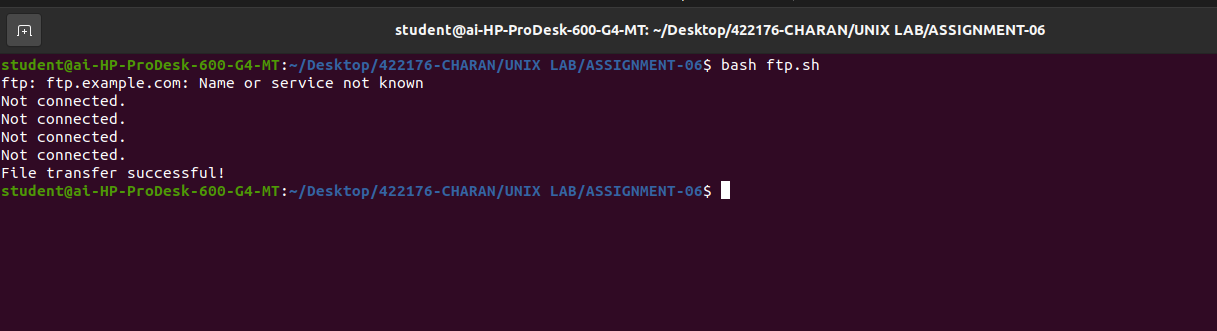 student@ai-HP-ProDesk-600-G4-MT: ~/Desktop/422176-CHARAN/UNIX LAB/ASSIGNMENT-06
student@ai-HP-ProDesk-600-G4-MT:~/Desktop/422176-CHARAN/UNIX LAB/ASSIGNMENT-06$ bash ftp.sh
ftp: ftp.example.com: Name or service not known
Not connected.
Not connected.
Not connected.
Not connected.
File transfer successful!
student@ai-HP-ProDesk-600-G4-MT:~/Desktop/422176-CHARAN/UNIX LAB/ASSIGNMENT-06$